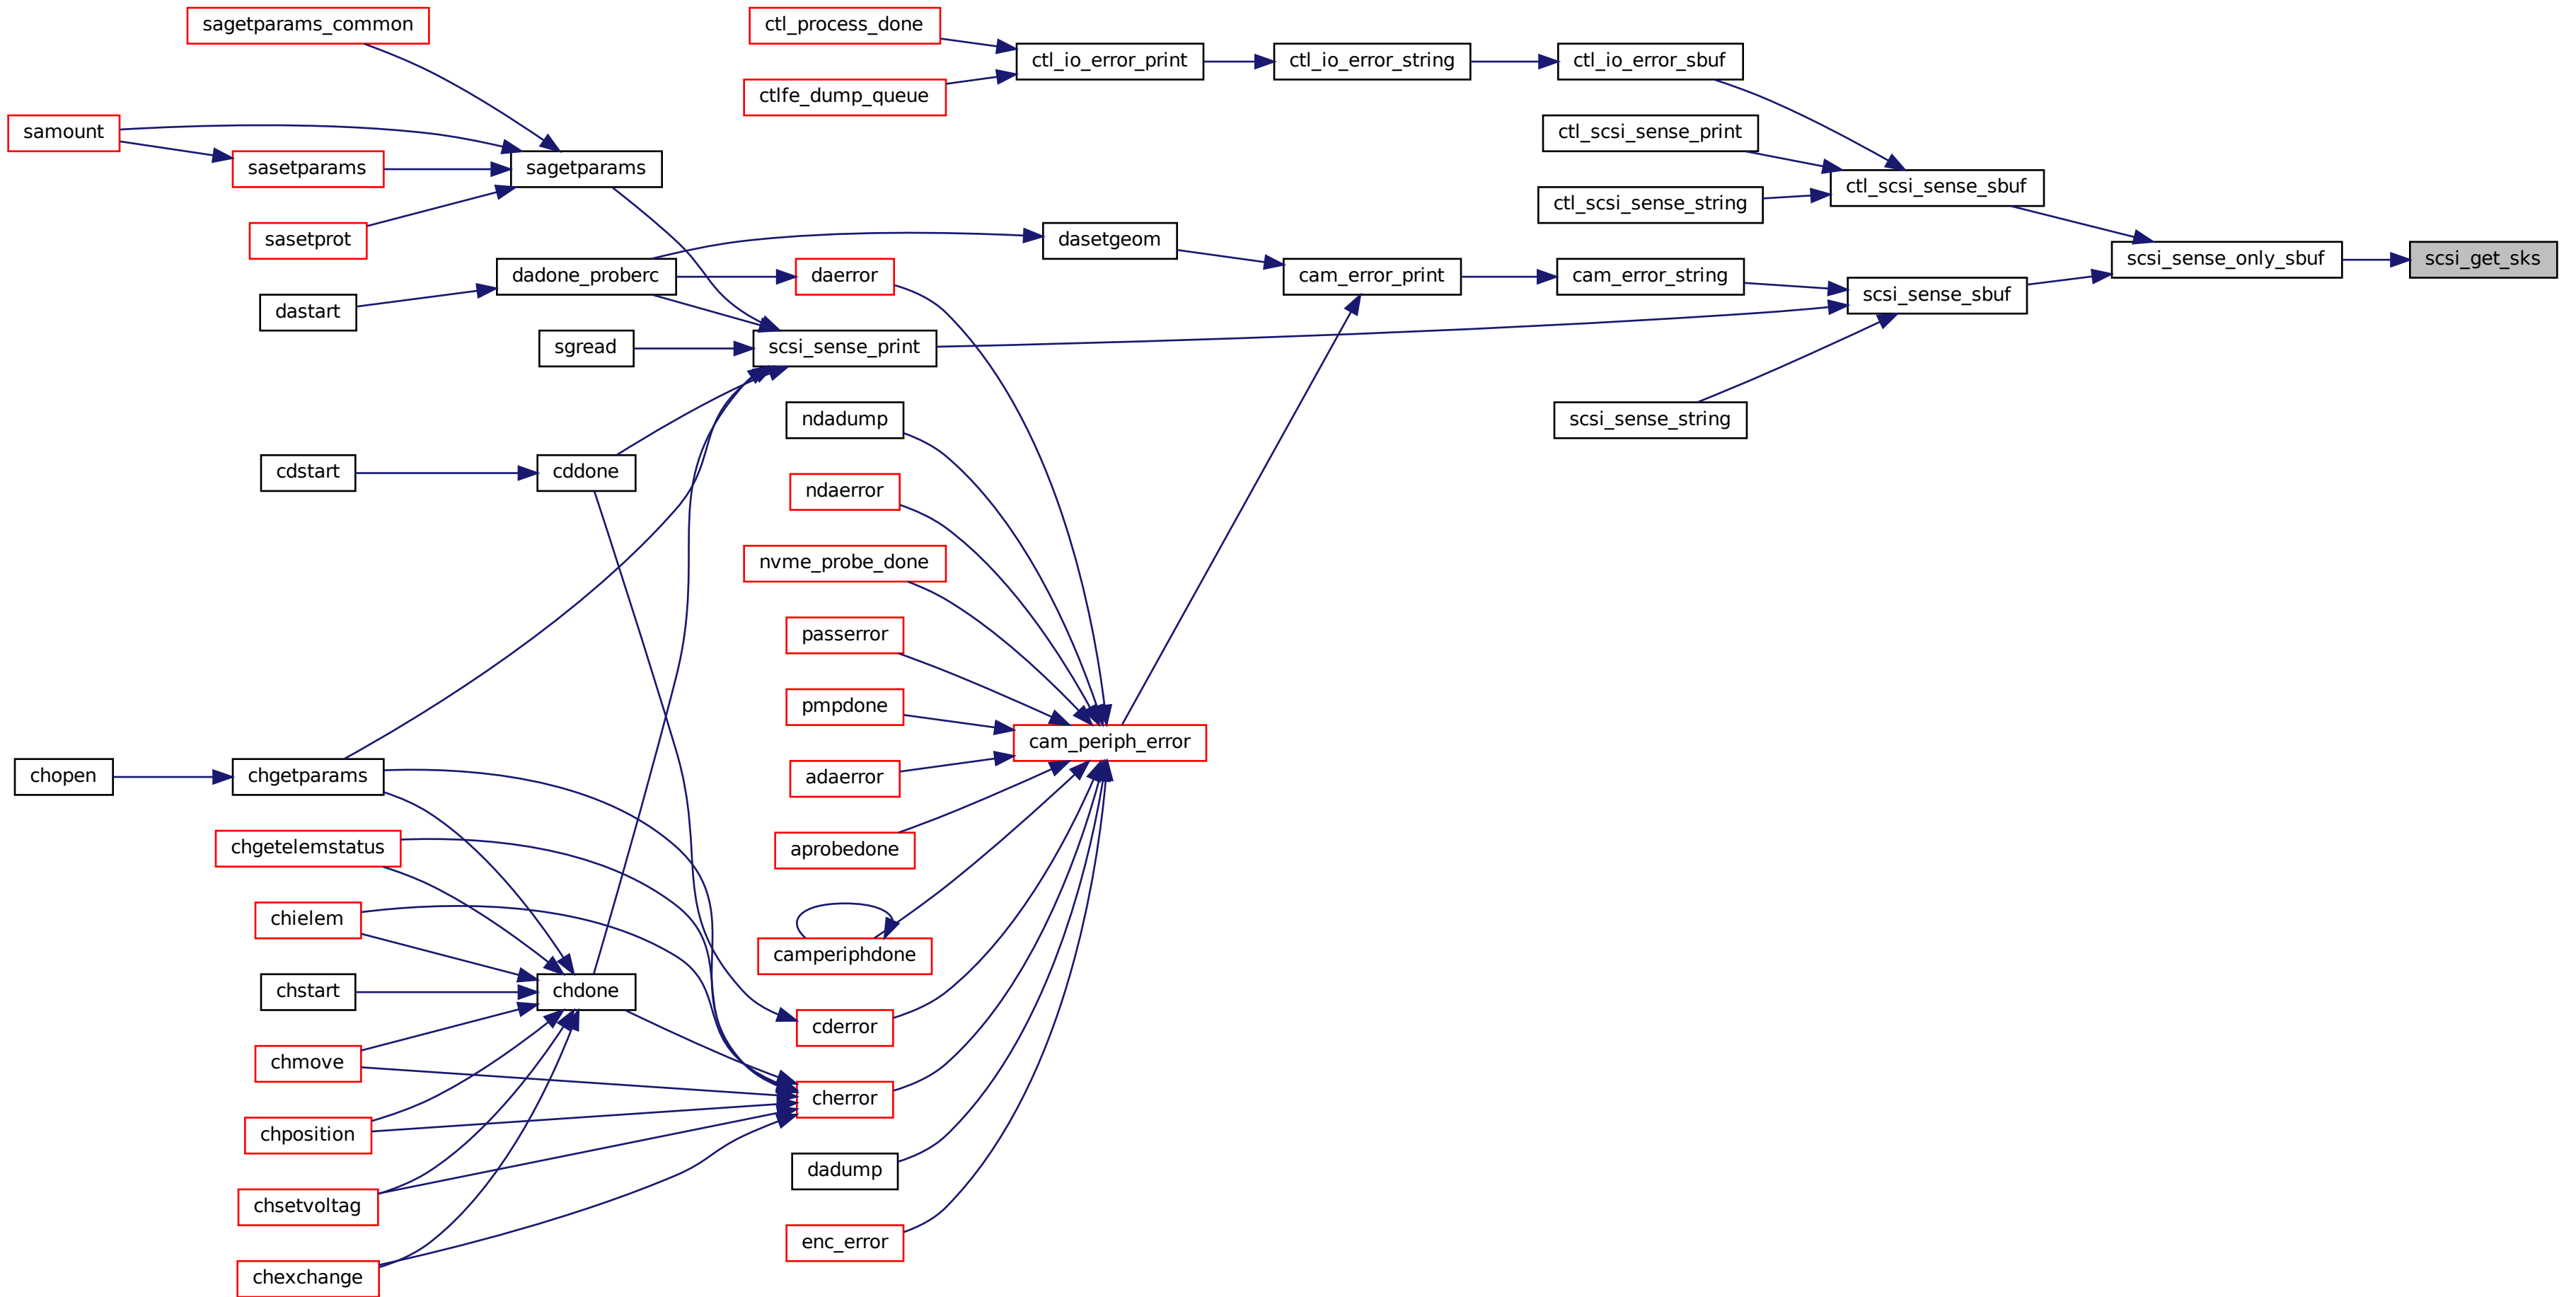 sagetparams_common
ctl_process_done
ctl_io_error_print
ctl_io_error_string
ctl_io_error_sbuf
ctlfe_dump_queue
samount
ctl_scsi_sense_print
sasetparams
sagetparams
ctl_scsi_sense_sbuf
ctl_scsi_sense_string
sasetprot
dasetgeom
scsi_sense_only_sbuf
scsi_get_sks
dadone_proberc
daerror
cam_error_print
cam_error_string
scsi_sense_sbuf
dastart
sgread
scsi_sense_print
ndadump
scsi_sense_string
cdstart
cddone
ndaerror
nvme_probe_done
passerror
pmpdone
cam_periph_error
chopen
chgetparams
adaerror
chgetelemstatus
aprobedone
chielem
camperiphdone
chstart
chdone
cderror
chmove
cherror
chposition
dadump
chsetvoltag
enc_error
chexchange